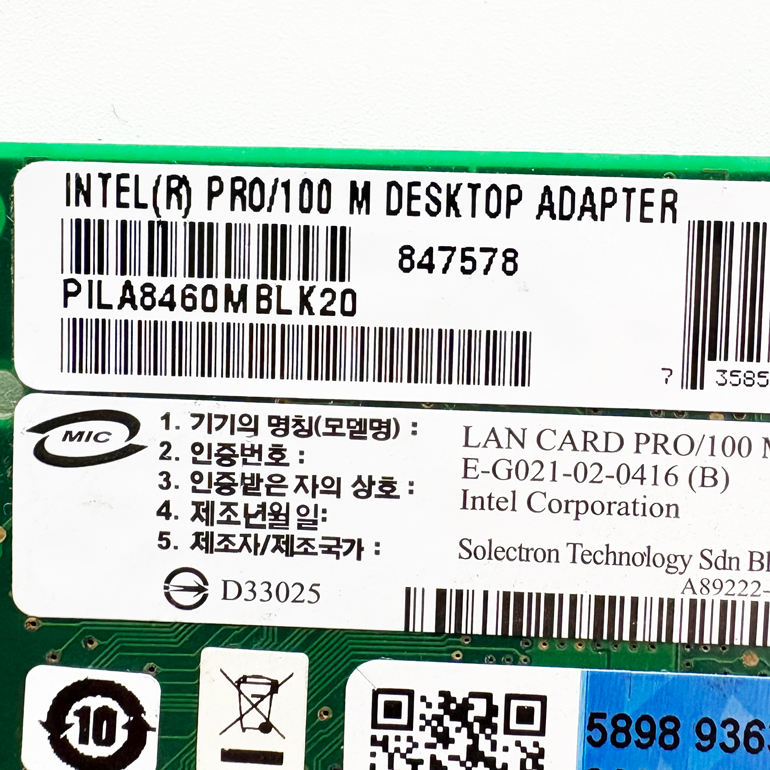 INTEL(R) PRO/100 M DESKTOP ADAPTER
847578
PILA8460MBLK20
7 3585
MIC
1. 기기의 명칭(모델명) : LAN CARD PRO/100
2. 인증번호 : E-G021-02-0416 (B)
3. 인증받은 자의 상호 : Intel Corporation
4. 제조년월일:
5. 제조자/제조국가 : Solectron Technology Sdn
A89222-
D33025
10
5898 936